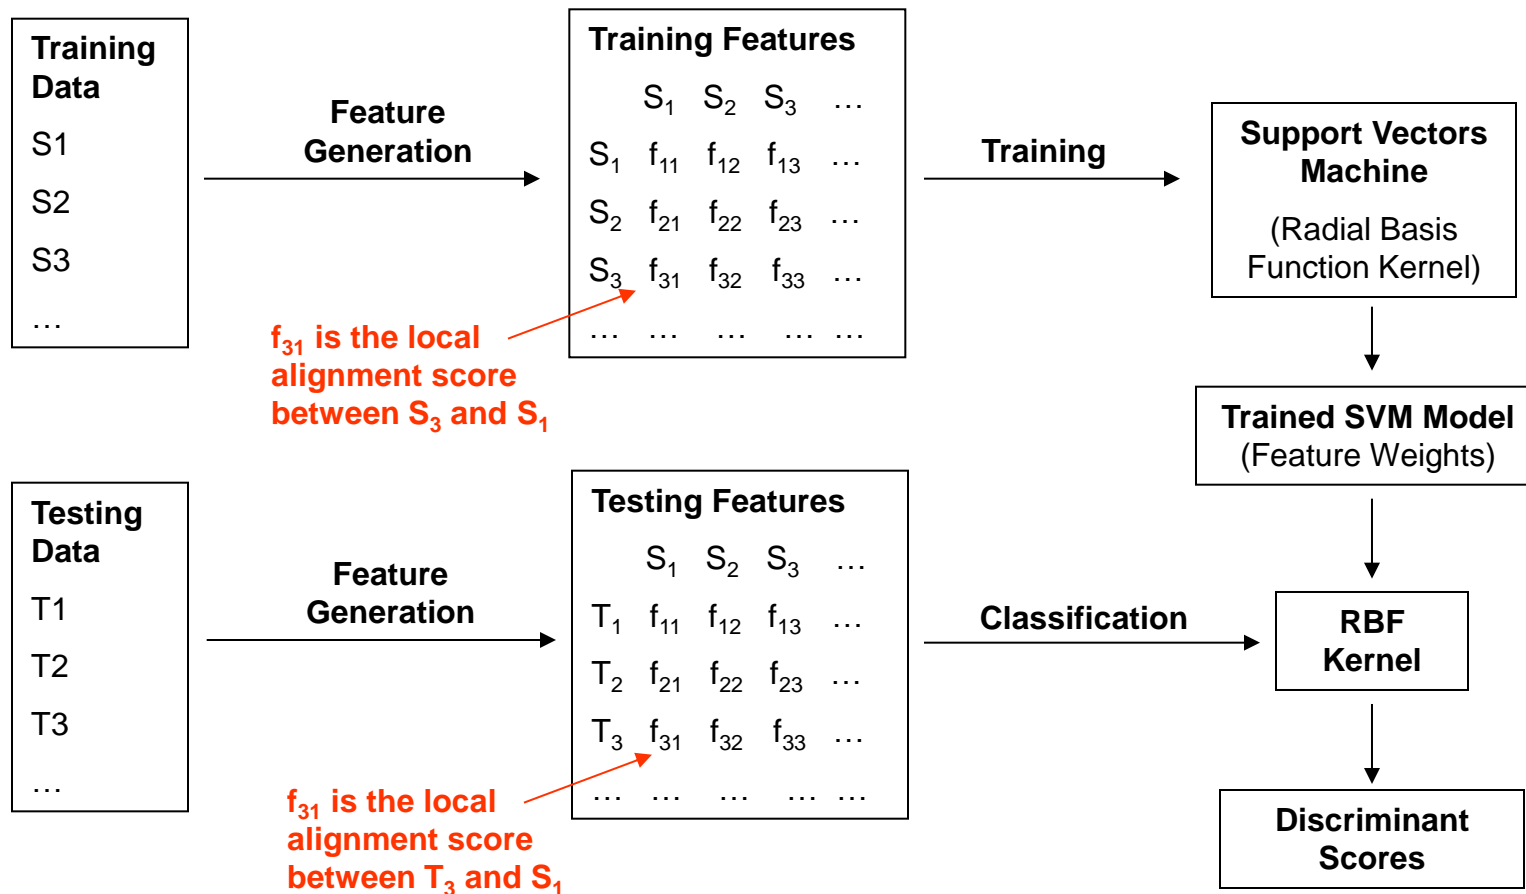 Training
Data
S1
S2
S3
…
Feature
Generation
Training Features
S₁ S₂ S₃ …
S₁ f₁₁ f₁₂ f₁₃ …
S₂ f₂₁ f₂₂ f₂₃ …
S₃ f₃₁ f₃₂ f₃₃ …
… … … … …
f₃₁ is the local
alignment score
between S₃ and S₁
Training
Support Vectors
Machine
(Radial Basis
Function Kernel)
Trained SVM Model
(Feature Weights)
Testing
Data
T1
T2
T3
…
Feature
Generation
Testing Features
S₁ S₂ S₃ …
T₁ f₁₁ f₁₂ f₁₃ …
T₂ f₂₁ f₂₂ f₂₃ …
T₃ f₃₁ f₃₂ f₃₃ …
… … … … …
f₃₁ is the local
alignment score
between T₃ and S₁
Classification
RBF
Kernel
Discriminant
Scores